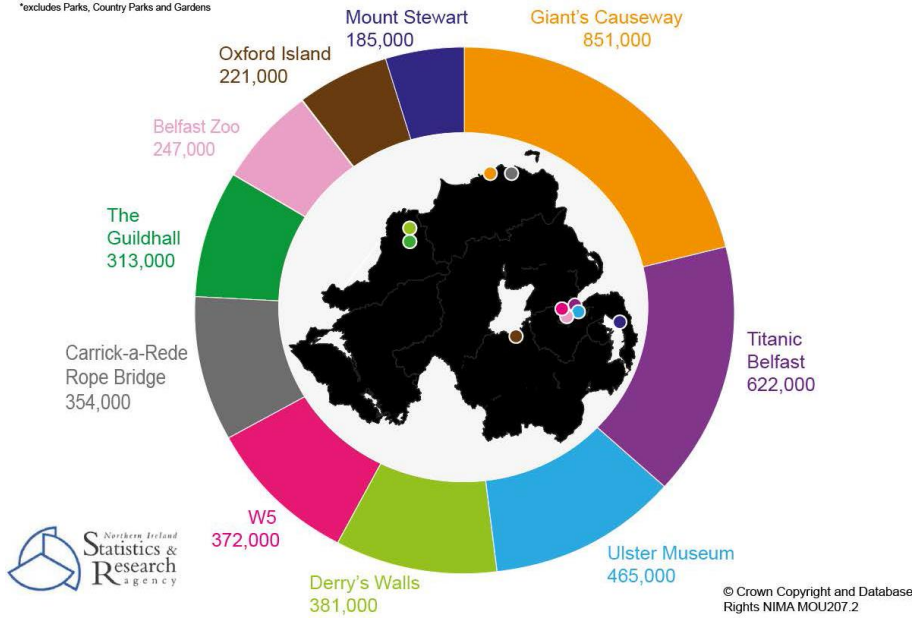 *excludes Parks, Country Parks and Gardens
Mount Stewart
185,000
Giant's Causeway
851,000
Oxford Island
221,000
Belfast Zoo
247,000
The
Guildhall
313,000
Carrick-a-Rede
Rope Bridge
354,000
Titanic
Belfast
622,000
W5
372,000
Derry's Walls
381,000
Ulster Museum
465,000
Northern Ireland
Statistics &
Research
agency
© Crown Copyright and Database
Rights NIMA MOU207.2